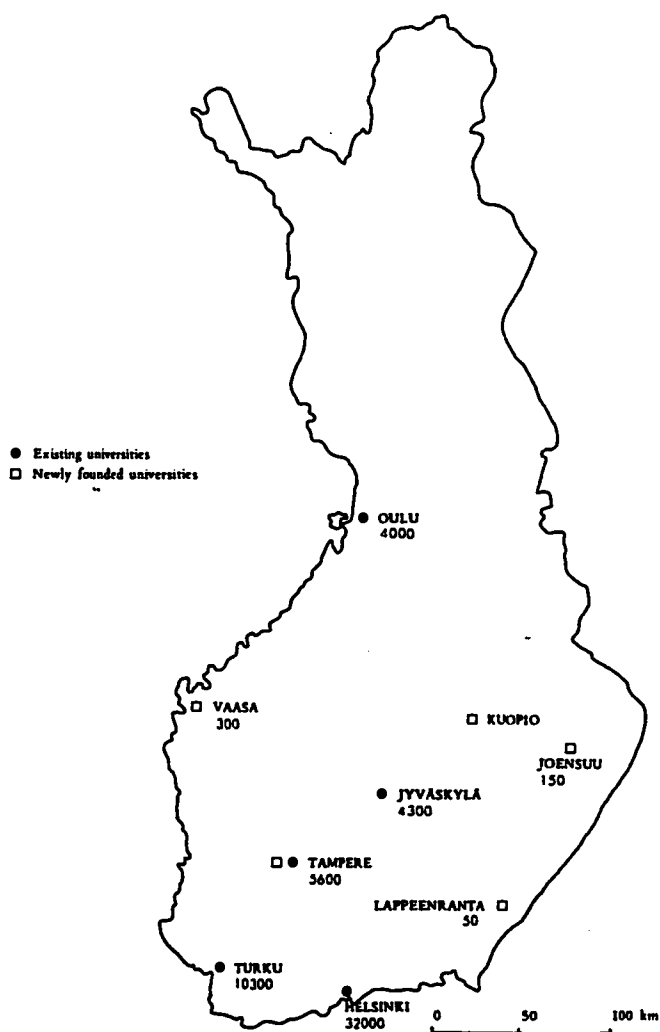 ● Existing universities
□ Newly founded universities
OULU
4000
VAASA
300
KUOPIO
JOENSUU
150
JYVÄSKYLÄ
4300
TAMPERE
5600
LAPPEENRANTA
50
TURKU
10300
HELSINKI
32000
0 50 100 km